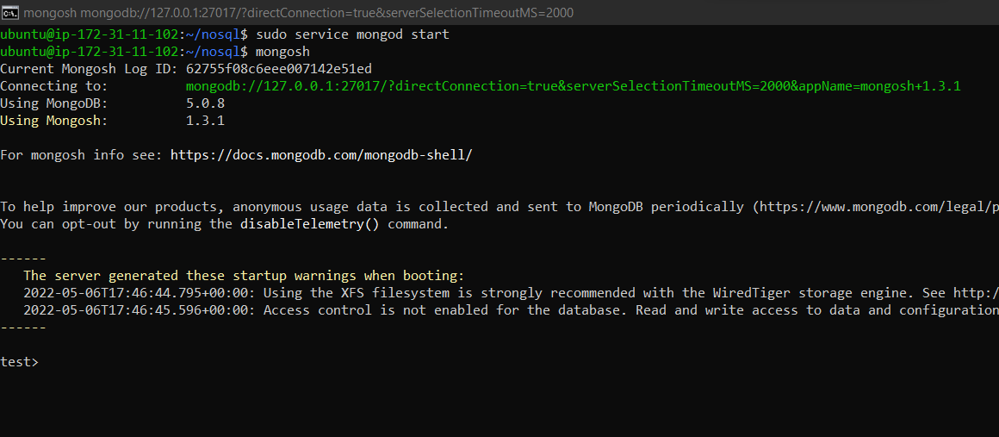 mongosh mongodb://127.0.0.1:27017/?directConnection=true&serverSelectionTimeoutMS=2000
ubuntu@ip-172-31-11-102:~/nosql$ sudo service mongod start
ubuntu@ip-172-31-11-102:~/nosql$ mongosh
Current Mongosh Log ID: 62755f08c6eee007142e51ed
Connecting to:          mongodb://127.0.0.1:27017/?directConnection=true&serverSelectionTimeoutMS=2000&appName=mongosh+1.3.1
Using MongoDB:          5.0.8
Using Mongosh:          1.3.1
For mongosh info see: https://docs.mongodb.com/mongodb-shell/
To help improve our products, anonymous usage data is collected and sent to MongoDB periodically (https://www.mongodb.com/legal/p
You can opt-out by running the disableTelemetry() command.
------
   The server generated these startup warnings when booting:
   2022-05-06T17:46:44.795+00:00: Using the XFS filesystem is strongly recommended with the WiredTiger storage engine. See http:/
   2022-05-06T17:46:45.596+00:00: Access control is not enabled for the database. Read and write access to data and configuration
------
test>